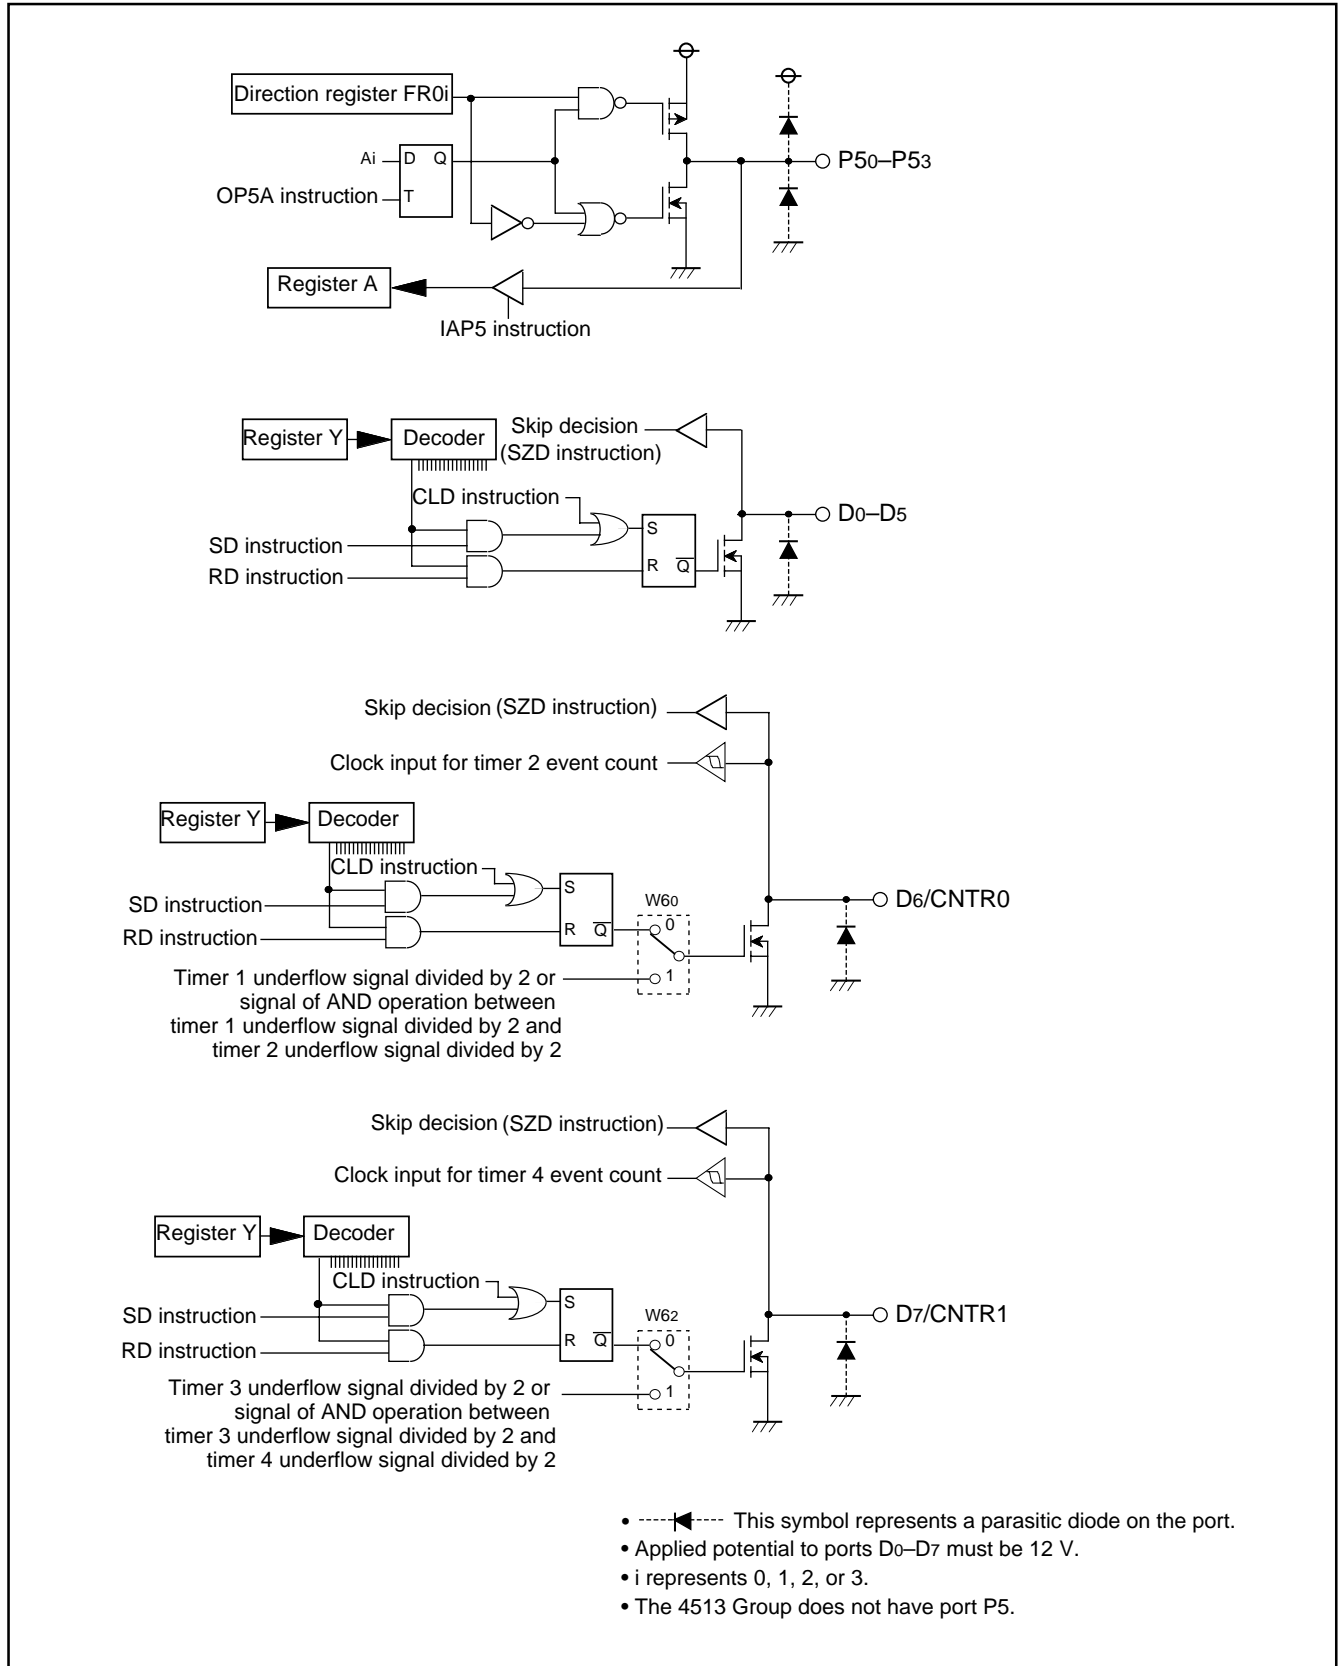 Direction register FR0i
Ai
D Q
OP5A instruction
T
P50–P53
Register A
IAP5 instruction
Register Y
Decoder
Skip decision
(SZD instruction)
CLD instruction
D0–D5
S
SD instruction
RD instruction
R Q
Skip decision (SZD instruction)
Clock input for timer 2 event count
Register Y
Decoder
CLD instruction
S
W60
D6/CNTR0
SD instruction
0
RD instruction
R Q
Timer 1 underflow signal divided by 2 or
1
signal of AND operation between
timer 1 underflow signal divided by 2 and
timer 2 underflow signal divided by 2
Skip decision (SZD instruction)
Clock input for timer 4 event count
Register Y
Decoder
CLD instruction
S
W62
D7/CNTR1
SD instruction
0
RD instruction
R Q
Timer 3 underflow signal divided by 2 or
1
signal of AND operation between
timer 3 underflow signal divided by 2 and
timer 4 underflow signal divided by 2
• This symbol represents a parasitic diode on the port.
• Applied potential to ports D0–D7 must be 12 V.
• i represents 0, 1, 2, or 3.
• The 4513 Group does not have port P5.